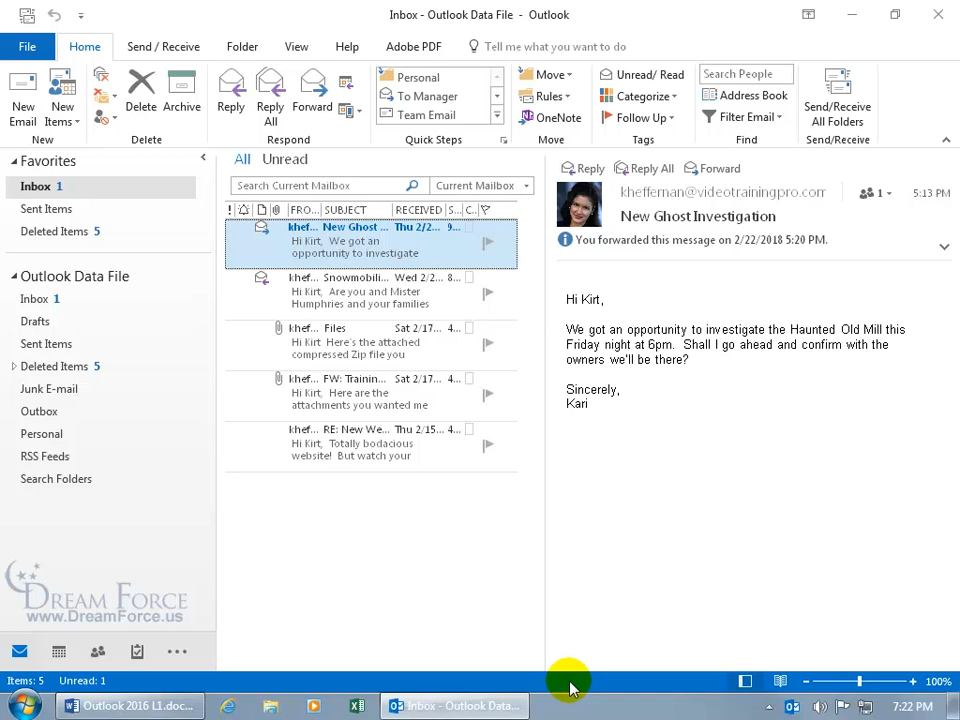 Inbox - Outlook Data File - Outlook
File Home Send / Receive Folder View Help Adobe PDF Tell me what you want to do
New Email
New Items
New
Delete
Archive
Delete
Reply
Reply All
Forward
Respond
Personal
To Manager
Team Email
Quick Steps
Move
Rules
OneNote
Move
Unread/ Read
Categorize
Follow Up
Tags
Search People
Address Book
Filter Email
Find
Send/Receive All Folders
Send/Receive
Favorites
Inbox 1
Sent Items
Deleted Items 5
Outlook Data File
Inbox 1
Drafts
Sent Items
Deleted Items 5
Junk E-mail
Outbox
Personal
RSS Feeds
Search Folders
DREAM FORCE
www.DreamForce.us
All Unread
Search Current Mailbox Current Mailbox
! FRO... SUBJECT RECEIVED S... C...
khef... New Ghost ... Thu 2/2... 9...
Hi Kirt, We got an
opportunity to investigate
khef... Snowmobili... Wed 2/2... 8...
Hi Kirt, Are you and Mister
Humphries and your families
khef... Files Sat 2/17... 4...
Hi Kirt Here's the attached
compressed Zip file you
khef... FW: Trainin... Sat 2/17... 4...
Hi Kirt, Here are the
attachments you wanted me
khef... RE: New We... Thu 2/15... 4...
Hi Kirt, Totally bodacious
website! But watch your
Reply Reply All Forward
kheffernan@videotrainingpro.com 1 5:13 PM
New Ghost Investigation
You forwarded this message on 2/22/2018 5:20 PM.
Hi Kirt,
We got an opportunity to investigate the Haunted Old Mill this
Friday night at 6pm. Shall I go ahead and confirm with the
owners we'll be there?
Sincerely,
Kari
Items: 5 Unread: 1 100%
Outlook 2016 L1.doc... Inbox - Outlook Data... 7:22 PM